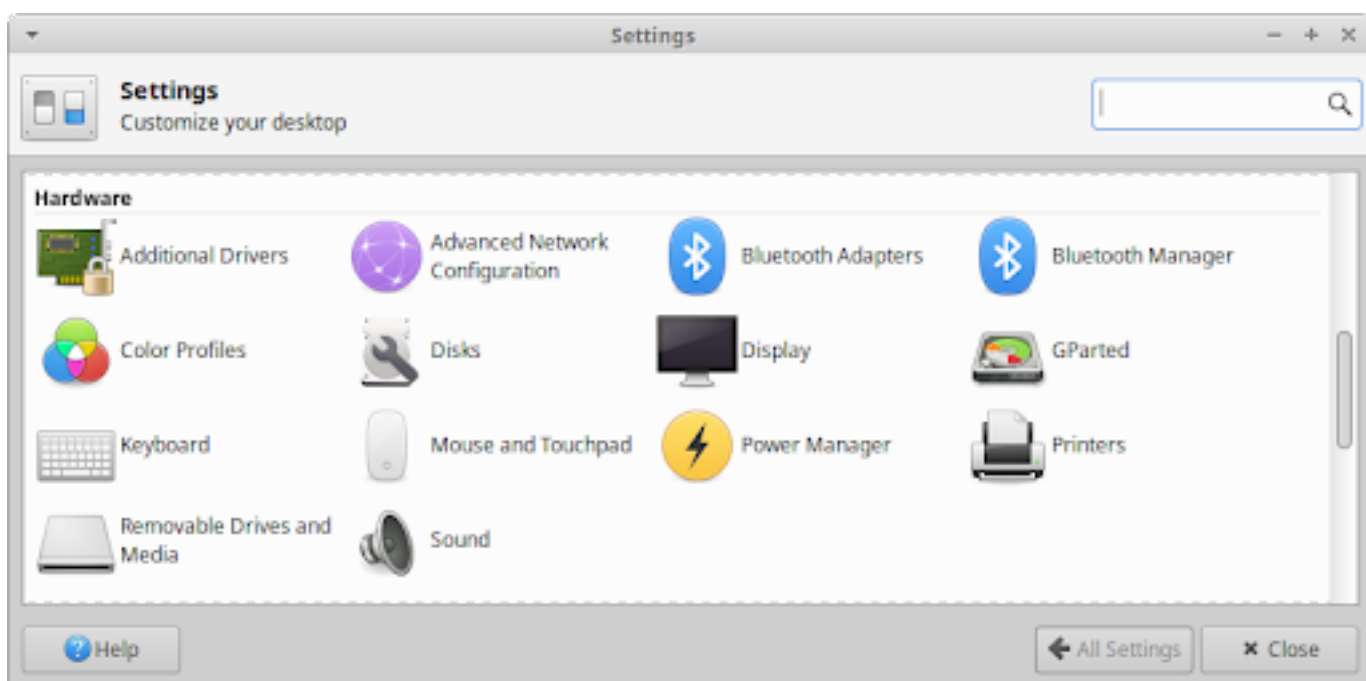 Settings
Settings
Customize your desktop
Hardware
Additional Drivers
Advanced Network
Configuration
Bluetooth Adapters
Bluetooth Manager
Color Profiles
Disks
Display
GParted
Keyboard
Mouse and Touchpad
Power Manager
Printers
Removable Drives and
Media
Sound
Help
All Settings
Close